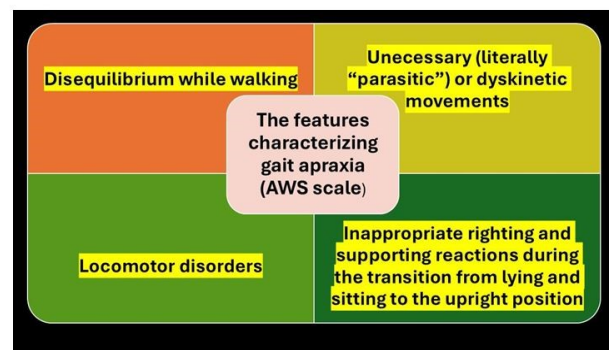 Disequilibrium while walking
Unecessary (literally
“parasitic”) or dyskinetic
movements
The features
characterizing
gait apraxia
(AWS scale)
Locomotor disorders
Inappropriate righting and
supporting reactions during
the transition from lying and
sitting to the upright position